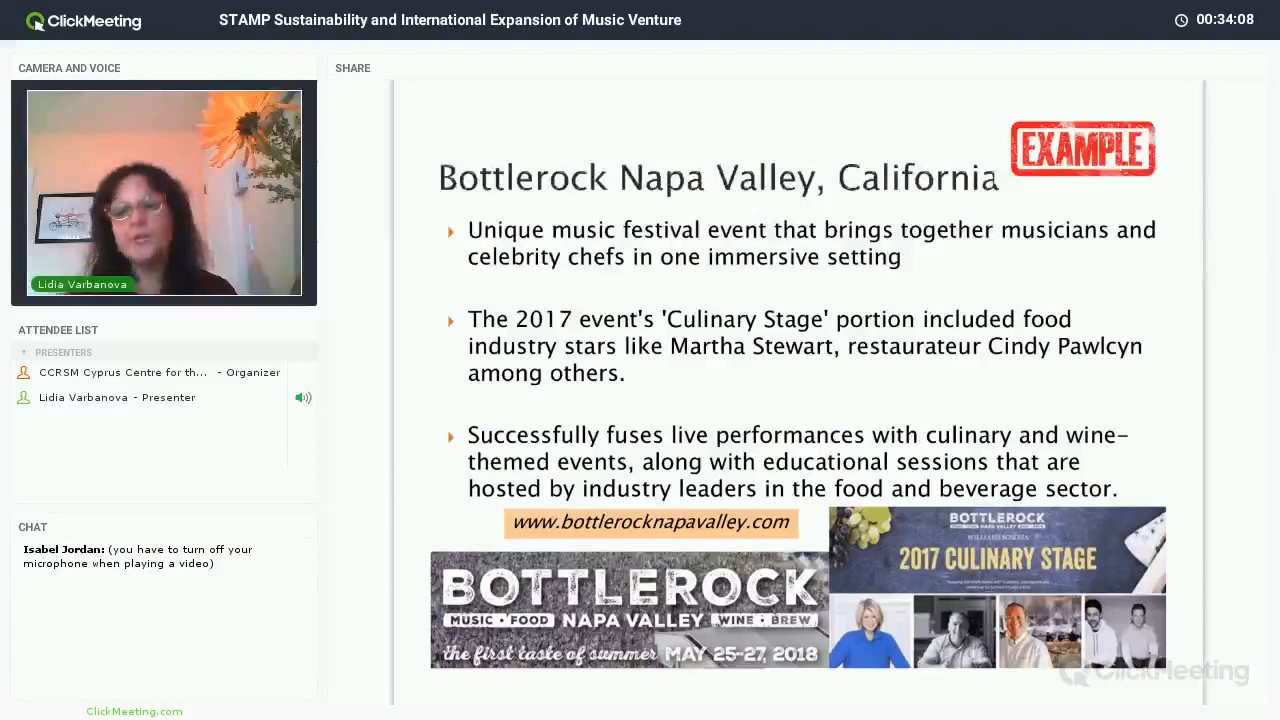 ClickMeeting
STAMP Sustainability and International Expansion of Music Venture
00:34:08
CAMERA AND VOICE
Lidia Varbanova
ATTENDEE LIST
PRESENTERS
CCRSM Cyprus Centre for th... - Organizer
Lidia Varbanova - Presenter
CHAT
Isabel Jordan: (you have to turn off your
microphone when playing a video)
ClickMeeting.com
SHARE
EXAMPLE
Bottlerock Napa Valley, California
Unique music festival event that brings together musicians and
celebrity chefs in one immersive setting
The 2017 event's 'Culinary Stage' portion included food
industry stars like Martha Stewart, restaurateur Cindy Pawlcyn
among others.
Successfully fuses live performances with culinary and wine-
themed events, along with educational sessions that are
hosted by industry leaders in the food and beverage sector.
www.bottlerocknapavalley.com
BOTTLEROCK
MUSIC • FOOD NAPA VALLEY WINE • BREW
the first taste of summer MAY 25-27, 2018
BOTTLEROCK
2017 CULINARY STAGE
ClickMeeting